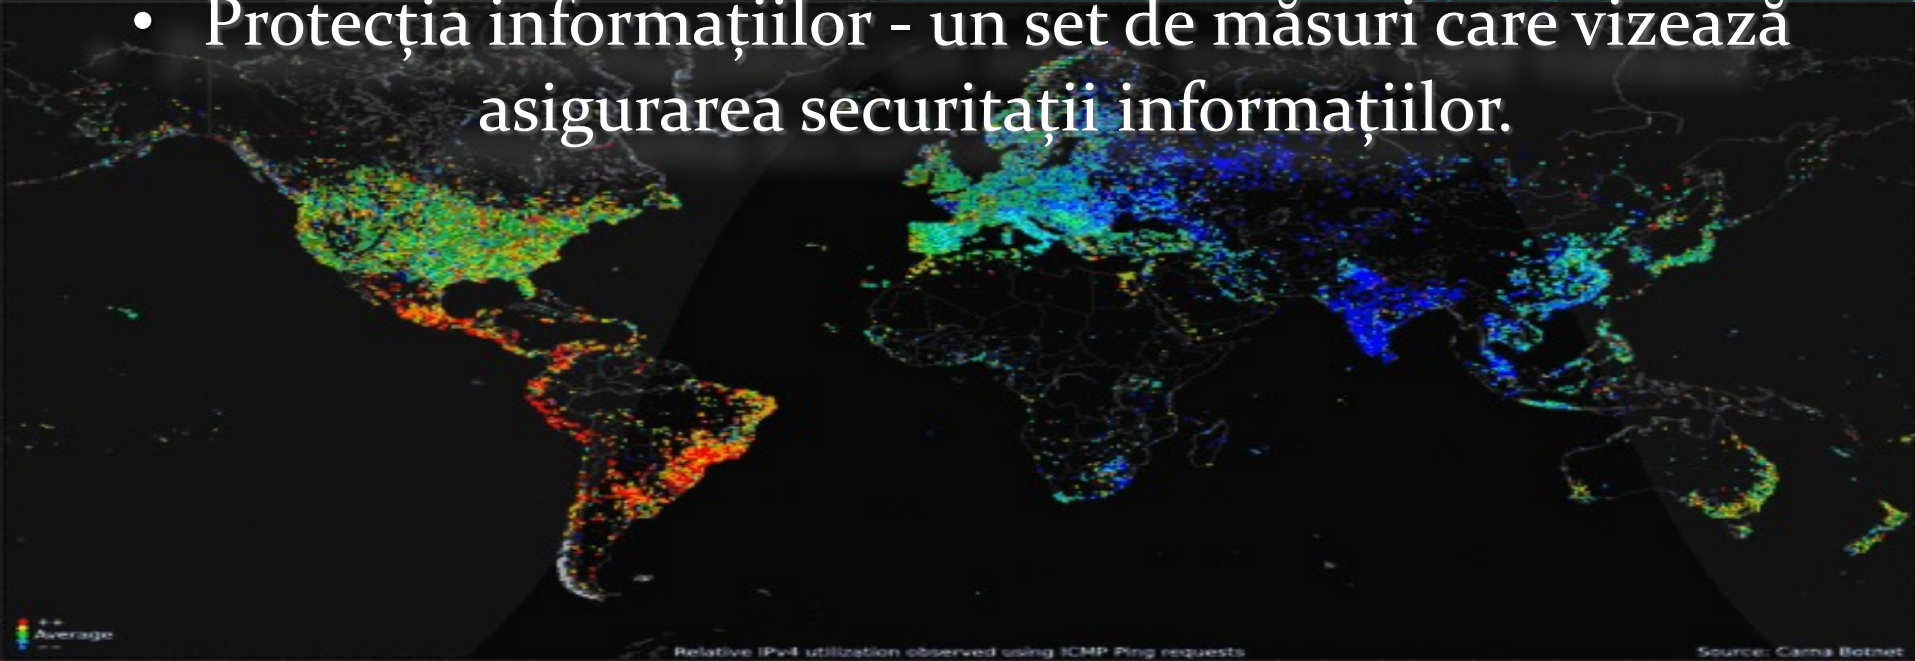 • Protecția informațiilor - un set de măsuri care vizează
asigurarea securitații informațiilor.
++
Average
--
Relative IPv4 utilization observed using ICMP Ping requests
Source: Carna Botnet